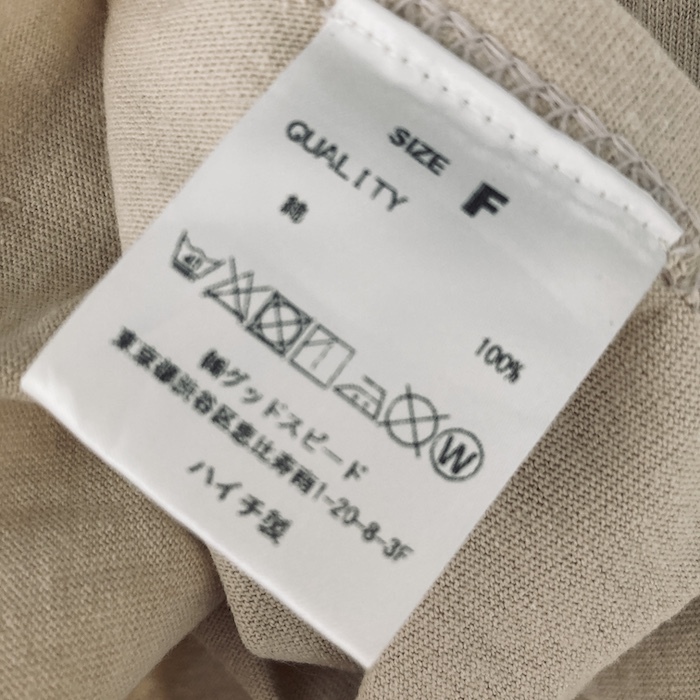 SIZE F
QUALITY
綿 100%
W
㈱グッドスピード
東京都渋谷区恵比寿南1-20-8-3F
ハイチ製